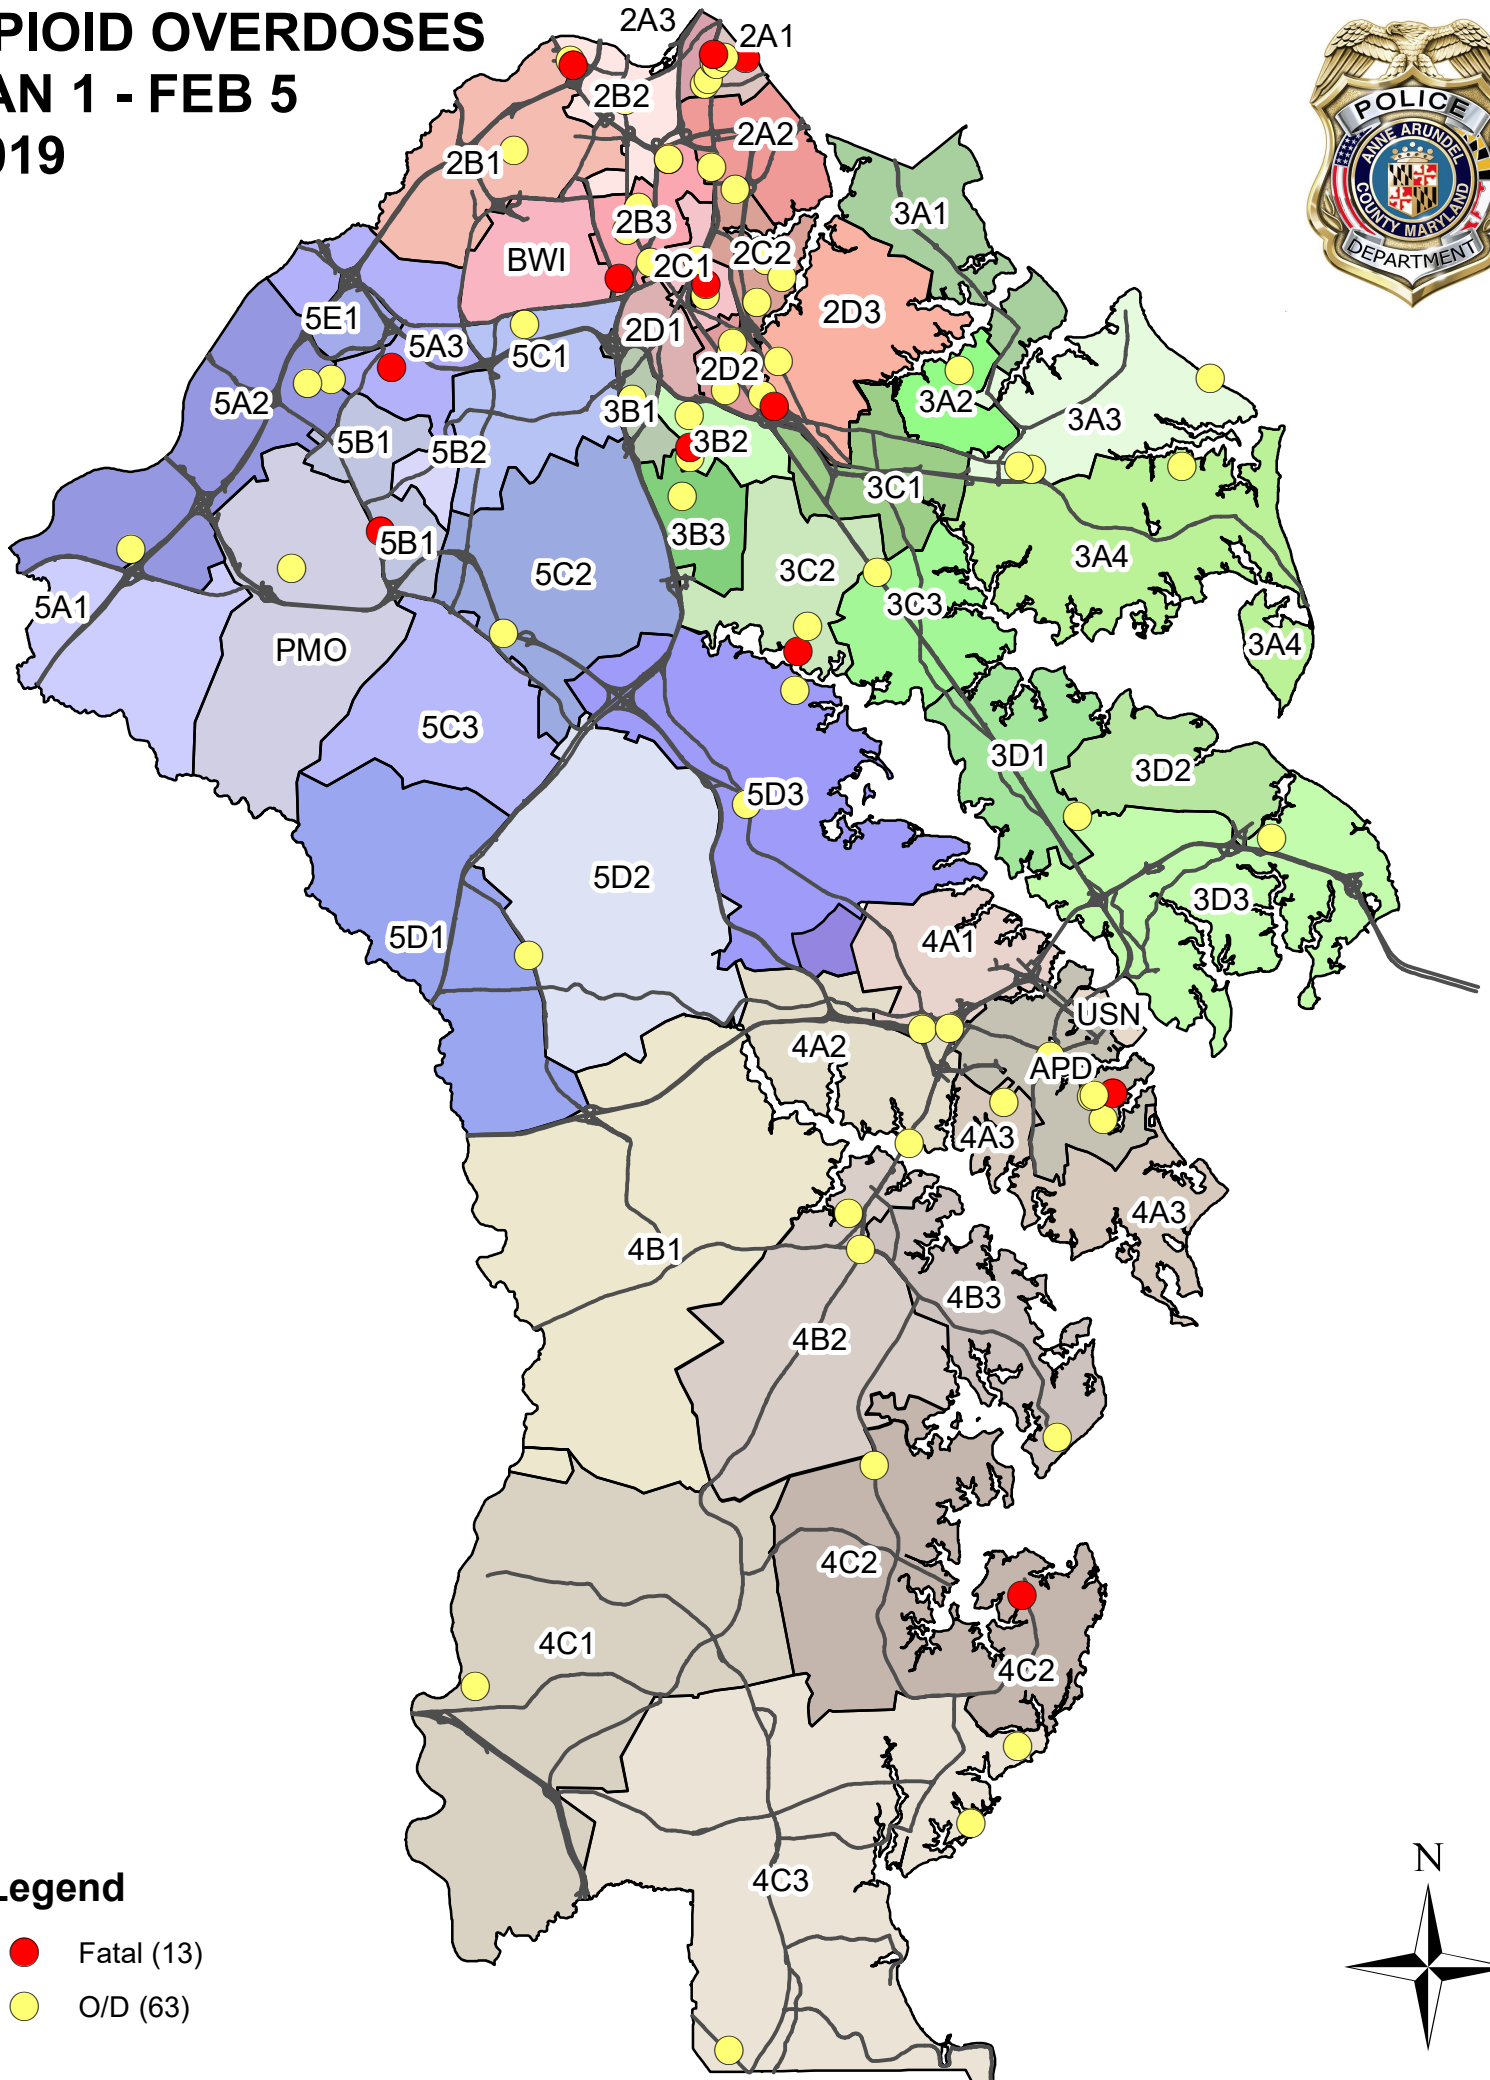 PIOID OVERDOSES
AN 1 - FEB 5
019
POLICE
ANNE ARUNDEL
COUNTY MARYLAND
DEPARTMENT
2A3
2A1
2B2
2A2
2B1
3A1
2B3
BWI
2C1
2C2
5E1
2D3
5A3
5C1
2D1
2D2
5A2
3A2
3B1
3A3
5B1
5B2
3B2
3C1
3B3
5B1
5C2
3C2
3A4
5A1
3C3
PMO
3A4
5C3
3D1
3D2
5D3
5D2
3D3
5D1
4A1
USN
4A2
APD
4A3
4A3
4B1
4B3
4B2
4C2
4C1
4C2
4C3
Legend
Fatal (13)
O/D (63)
N